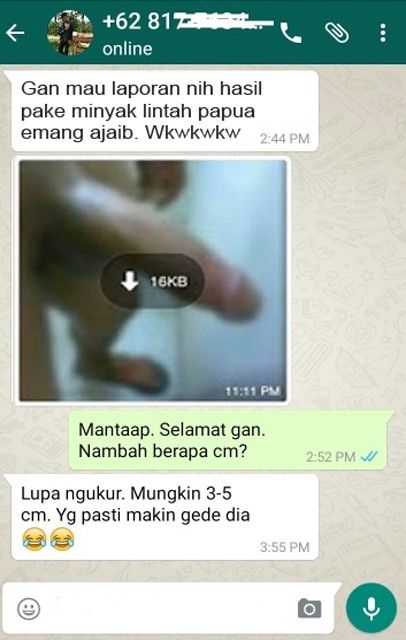 +62 817
online
Gan mau laporan nih hasil
pake minyak lintah papua
emang ajaib. Wkwkwkw
2:44 PM
16KB
11:11 PM
Mantaap. Selamat gan.
Nambah berapa cm?
2:52 PM
Lupa ngukur. Mungkin 3-5
cm. Yg pasti makin gede dia
😂😂
3:55 PM